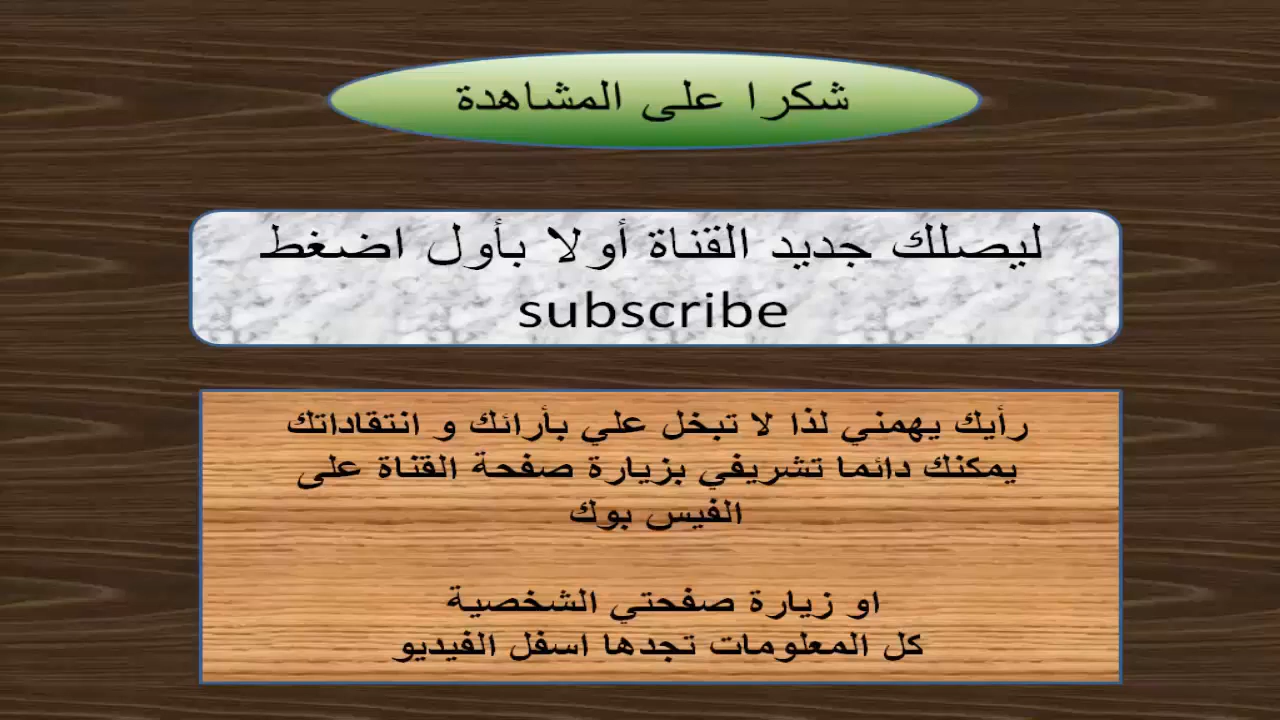 شكرا على المشاهدة
ليصلك جديد القناة أولا بأول اضغط
subscribe
رأيك يهمني لذا لا تبخل علي بأرائك و انتقاداتك
يمكنك دائما تشريفي بزيارة صفحة القناة على
الفيس بوك
او زيارة صفحتي الشخصية
كل المعلومات تجدها اسفل الفيديو